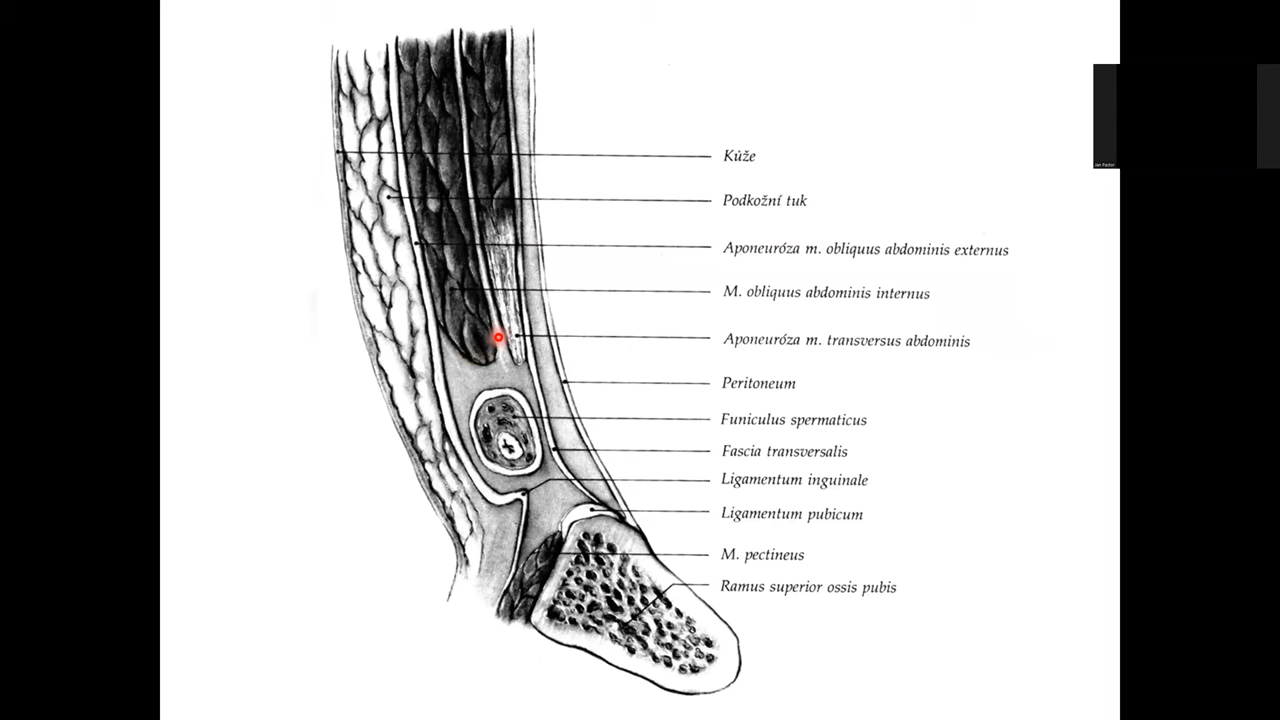 Kůže
Podkožní tuk
Aponeuróza m. obliquus abdominis externus
M. obliquus abdominis internus
Aponeuróza m. transversus abdominis
Peritoneum
Funiculus spermaticus
Fascia transversalis
Ligamentum inguinale
Ligamentum pubicum
M. pectineus
Ramus superior ossis pubis